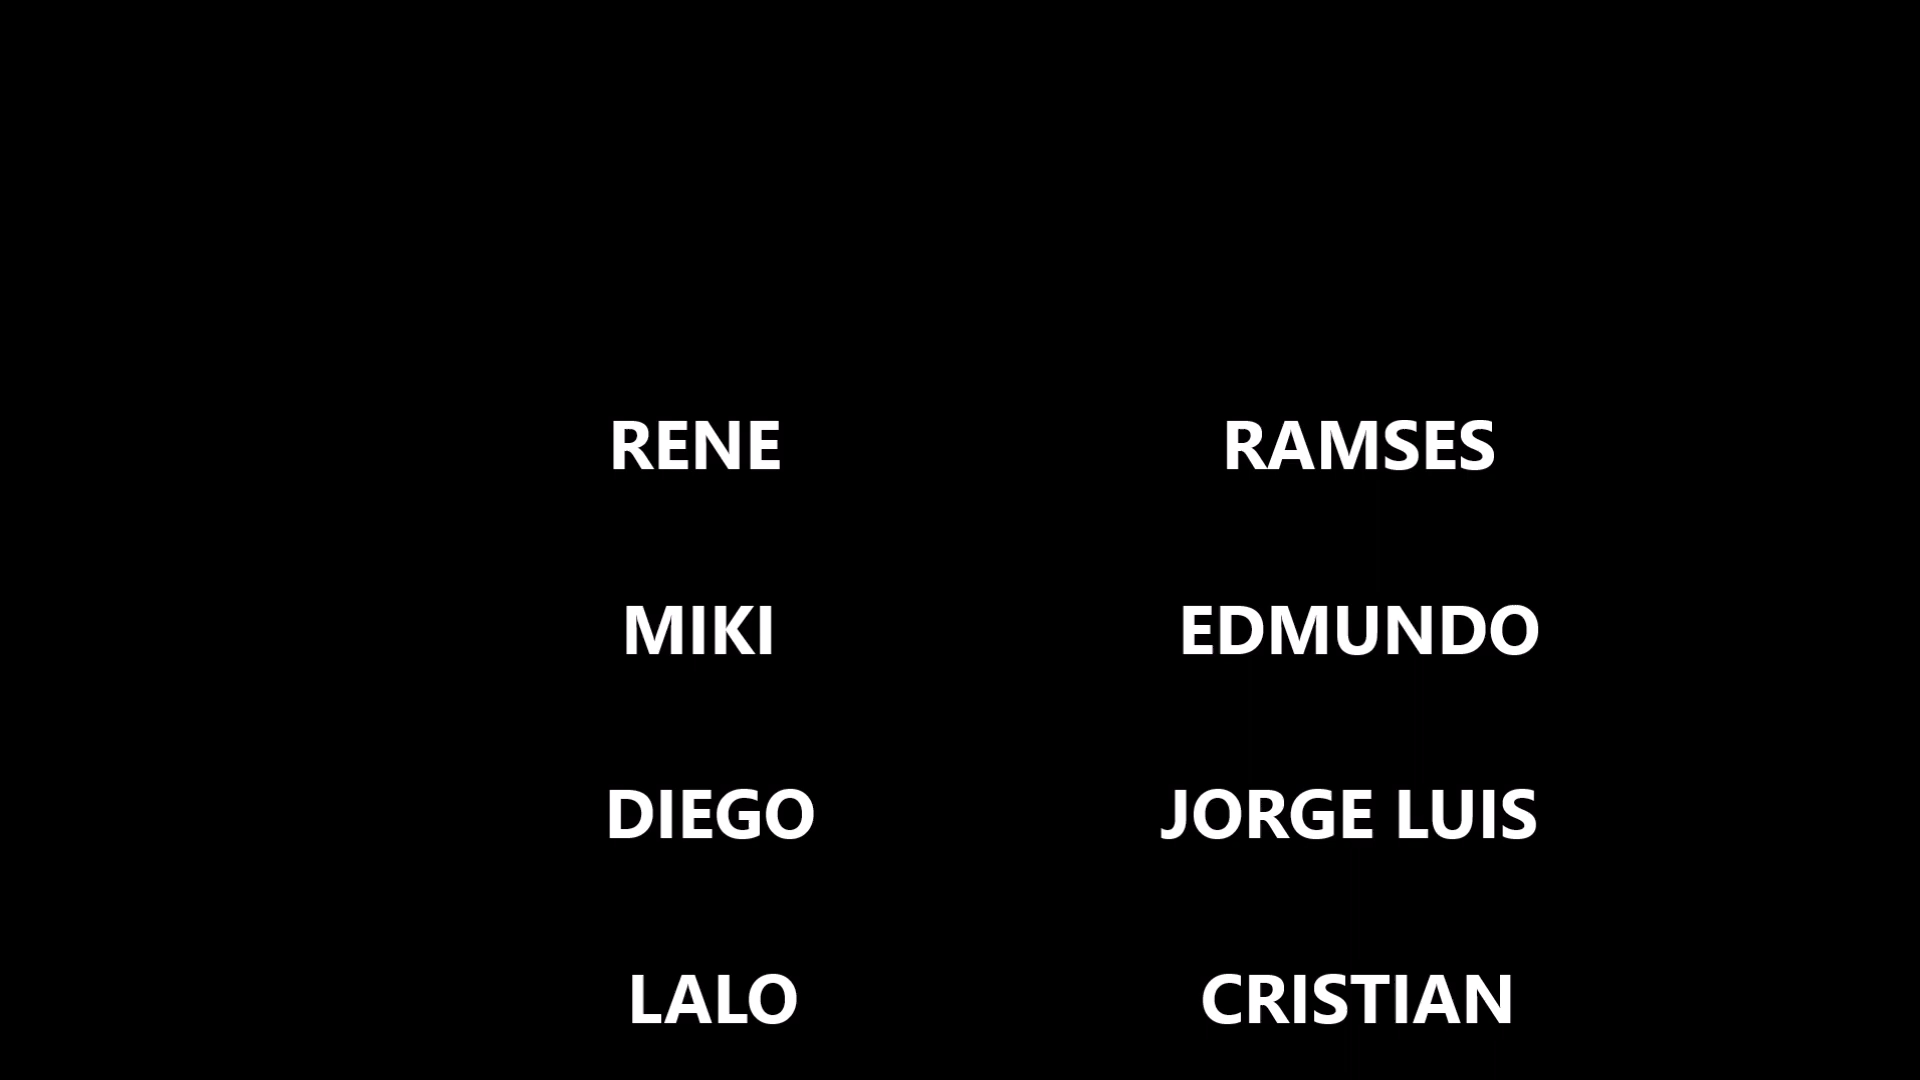 RENE RAMSES
MIKI EDMUNDO
DIEGO JORGE LUIS
LALO CRISTIAN